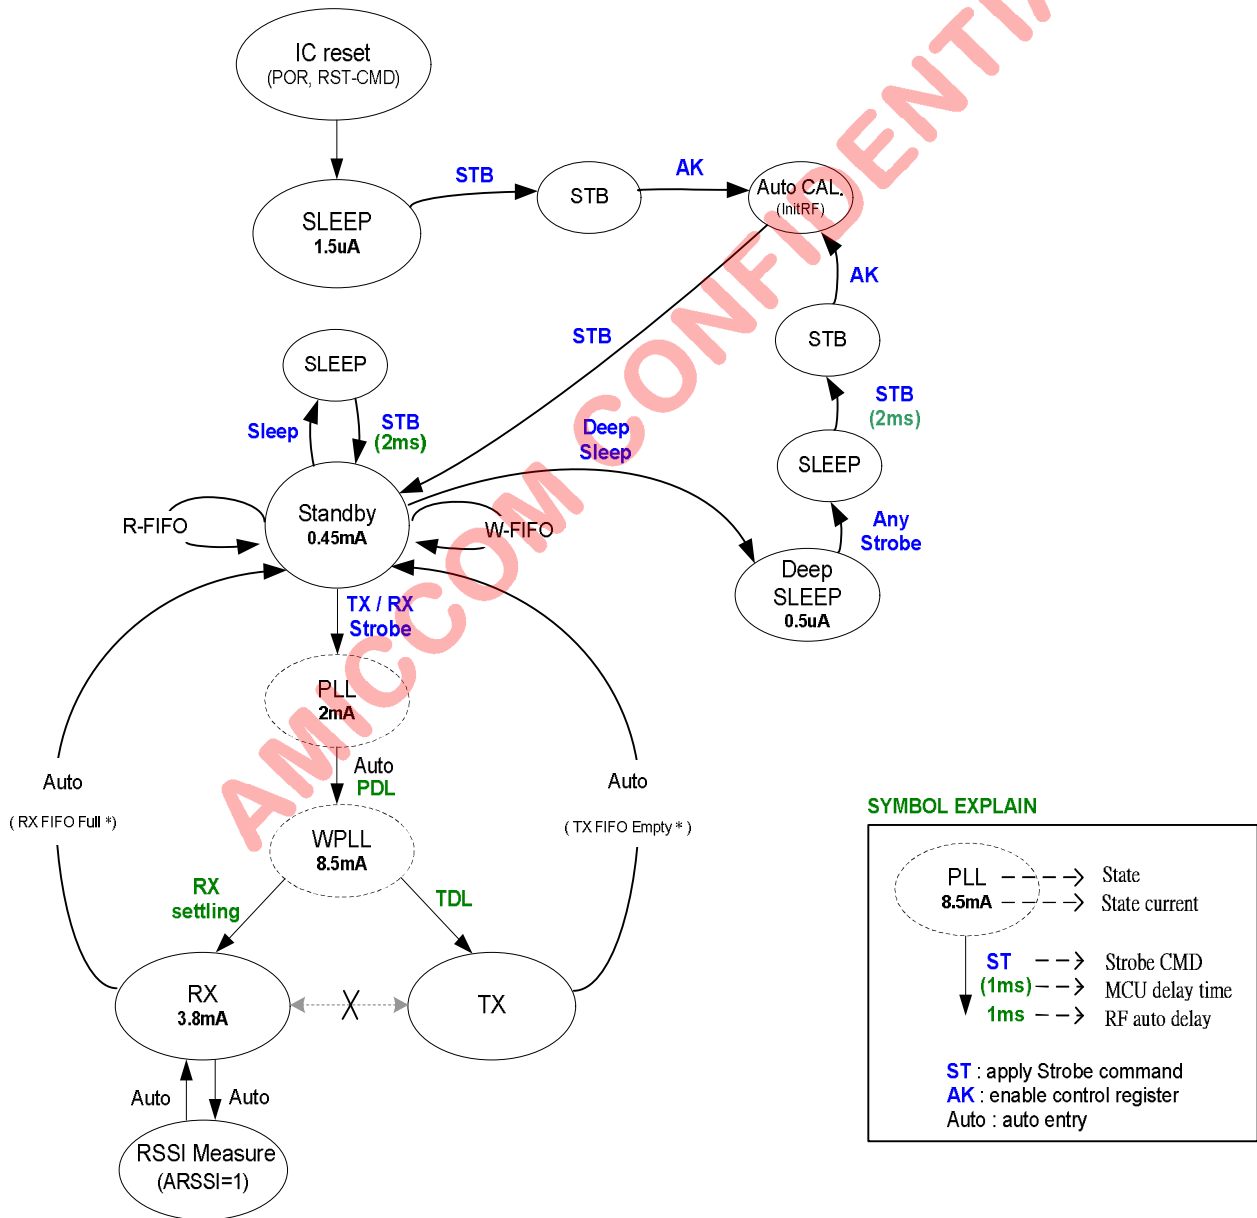 IC reset
(POR, RST-CMD)
SLEEP
1.5uA
STB
STB
AK
Auto CAL.
(InitRF)
AK
STB
STB
(2ms)
SLEEP
Any
Strobe
Deep
SLEEP
0.5uA
STB
Deep
Sleep
SLEEP
Sleep
STB
(2ms)
Standby
0.45mA
R-FIFO
W-FIFO
TX / RX
Strobe
PLL
2mA
Auto
PDL
WPLL
8.5mA
Auto
( RX FIFO Full *)
Auto
( TX FIFO Empty * )
RX
settling
TDL
RX
3.8mA
X
TX
Auto
Auto
RSSI Measure
(ARSSI=1)
SYMBOL EXPLAIN
PLL
8.5mA
State
State current
ST
(1ms)
1ms
Strobe CMD
MCU delay time
RF auto delay
ST : apply Strobe command
AK : enable control register
Auto : auto entry
AMICCOM CONFIDENTIA